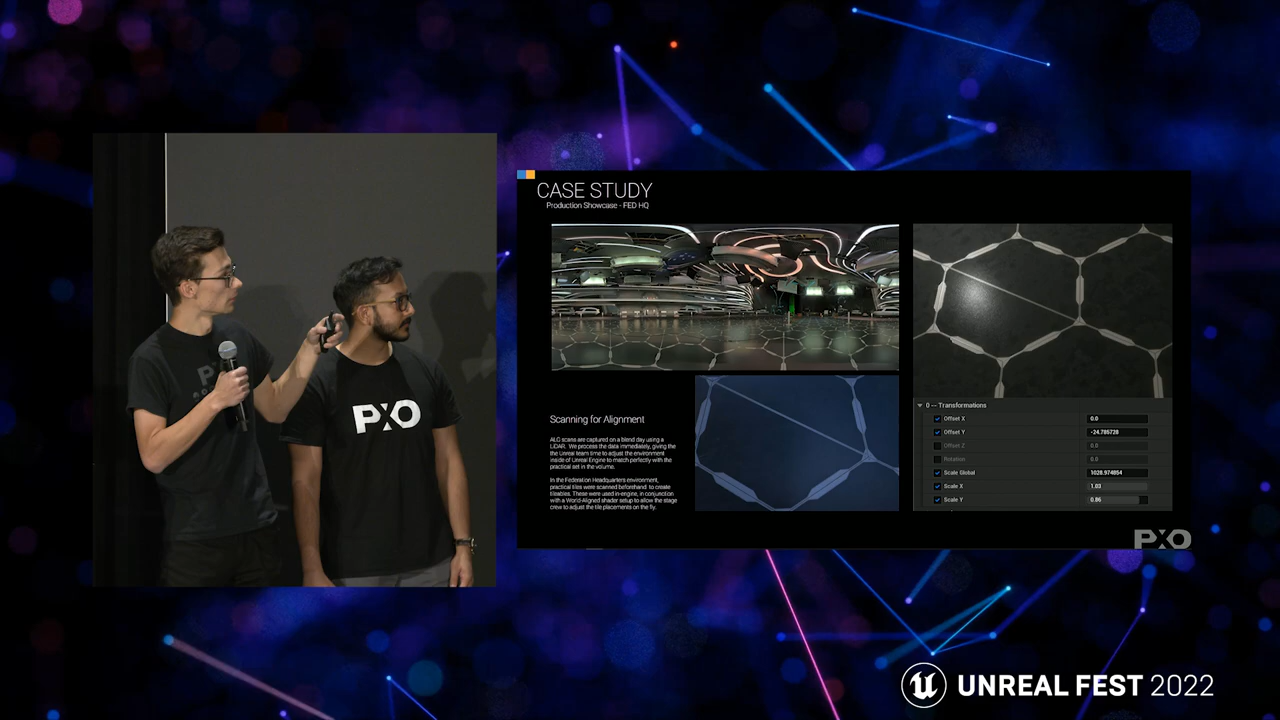 CASE STUDY
Production Showcase - FED HQ
Scanning for Alignment
ALG scans are captured on a blend day using a
LiDAR. We process the data immediately, giving the
the Unreal team time to adjust the environment
inside of Unreal Engine to match perfectly with the
practical set in the volume.
In the Federation Headquarters environment,
practical tiles were scanned beforehand to create
tileables. These were used in-engine, in conjunction
with a World-Aligned shader setup to allow the stage
crew to adjust the tile placements on the fly.
0 -- Transformations
Offset X 0.0
Offset Y -24.785728
Offset Z 0.0
Rotation 0.0
Scale Global 1028.974854
Scale X 1.03
Scale Y 0.86
PXO
PXO
UNREAL FEST 2022